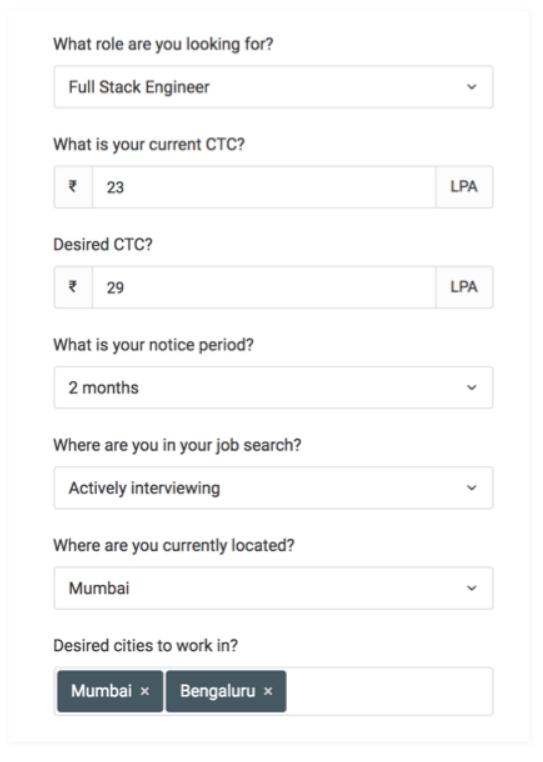 What role are you looking for?
Full Stack Engineer
What is your current CTC?
₹ 23 LPA
Desired CTC?
₹ 29 LPA
What is your notice period?
2 months
Where are you in your job search?
Actively interviewing
Where are you currently located?
Mumbai
Desired cities to work in?
Mumbai × Bengaluru ×